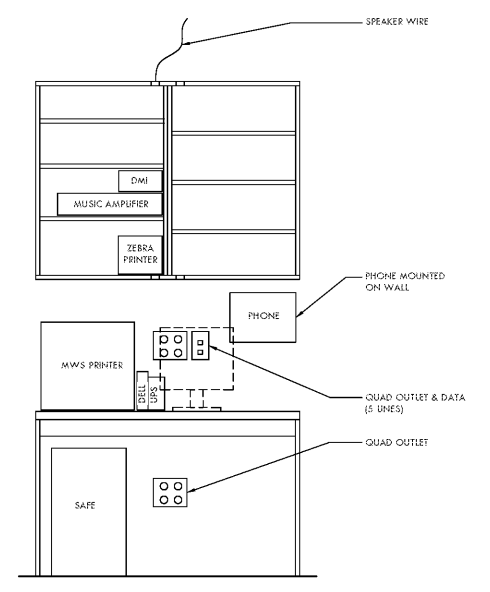 SPEAKER WIRE
DMI
MUSIC AMPLIFIER
ZEBRA
PRINTER
PHONE MOUNTED
ON WALL
PHONE
MWS PRINTER
DELL
UPS
QUAD OUTLET & DATA
(5 LINES)
QUAD OUTLET
SAFE